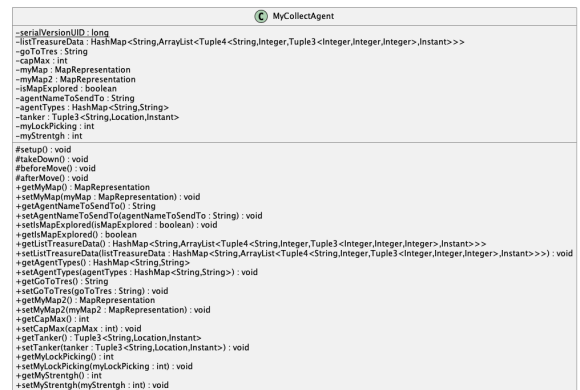 C MyCollectAgent
-serialVersionUID : long
-listTreasureData : HashMap<String,ArrayList<Tuple4<String,Integer,Tuple3<Integer,Integer,Integer>,Instant>>>
-goToTres : String
-capMax : int
-myMap : MapRepresentation
-myMap2 : MapRepresentation
-isMapExplored : boolean
-agentNameToSendTo : String
-agentTypes : HashMap<String,String>
-tanker : Tuple3<String,Location,Instant>
-myLockPicking : int
-myStrentgh : int
#setup() : void
#takeDown() : void
#beforeMove() : void
#afterMove() : void
+getMyMap() : MapRepresentation
+setMyMap(myMap : MapRepresentation) : void
+getAgentNameToSendTo() : String
+setAgentNameToSendTo(agentNameToSendTo : String) : void
+setIsMapExplored(isMapExplored : boolean) : void
+getIsMapExplored() : boolean
+getListTreasureData() : HashMap<String,ArrayList<Tuple4<String,Integer,Tuple3<Integer,Integer,Integer>,Instant>>>
+setListTreasureData(listTreasureData : HashMap<String,ArrayList<Tuple4<String,Integer,Tuple3<Integer,Integer,Integer>,Instant>>>) : void
+getAgentTypes() : HashMap<String,String>
+setAgentTypes(agentTypes : HashMap<String,String>) : void
+getGoToTres() : String
+setGoToTres(goToTres : String) : void
+getMyMap2() : MapRepresentation
+setMyMap2(myMap2 : MapRepresentation) : void
+getCapMax() : int
+setCapMax(capMax : int) : void
+getTanker() : Tuple3<String,Location,Instant>
+setTanker(tanker : Tuple3<String,Location,Instant>) : void
+getMyLockPicking() : int
+setMyLockPicking(myLockPicking : int) : void
+getMyStrentgh() : int
+setMyStrentgh(myStrentgh : int) : void